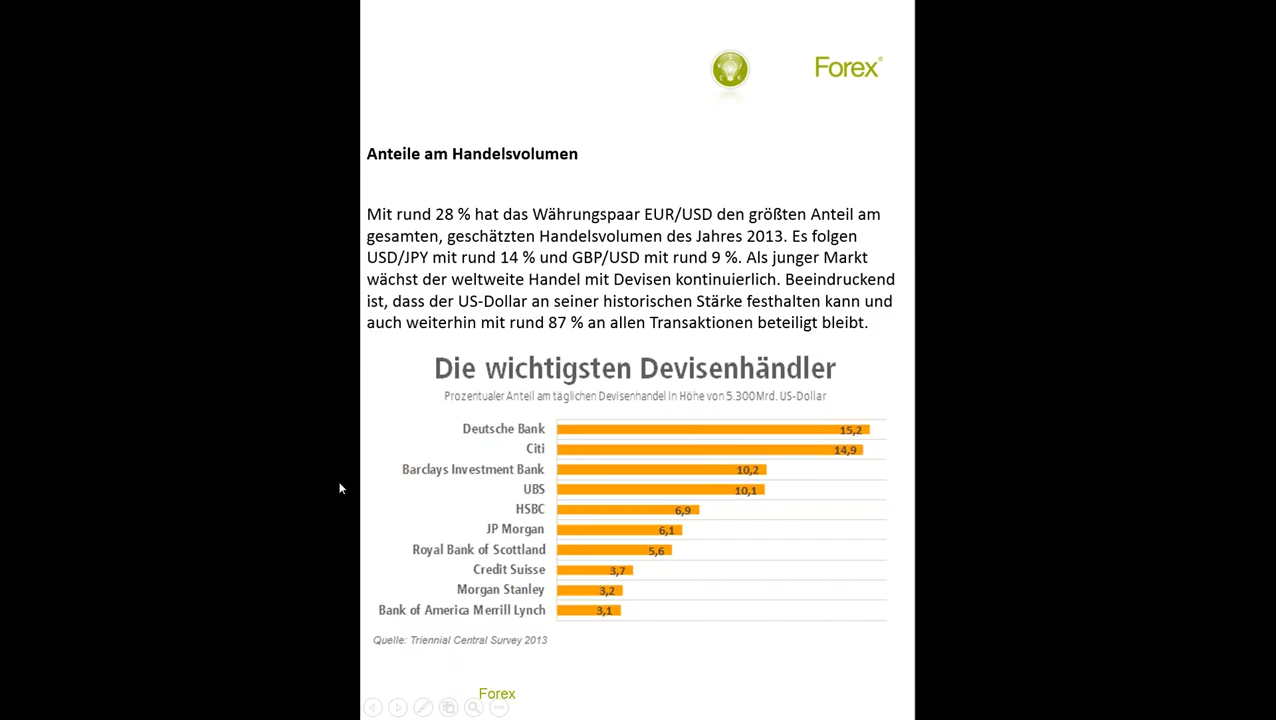 Forex®
Anteile am Handelsvolumen
Mit rund 28 % hat das Währungspaar EUR/USD den größten Anteil am
gesamten, geschätzten Handelsvolumen des Jahres 2013. Es folgen
USD/JPY mit rund 14 % und GBP/USD mit rund 9 %. Als junger Markt
wächst der weltweite Handel mit Devisen kontinuierlich. Beeindruckend
ist, dass der US-Dollar an seiner historischen Stärke festhalten kann und
auch weiterhin mit rund 87 % an allen Transaktionen beteiligt bleibt.
Die wichtigsten Devisenhändler
Prozentualer Anteil am täglichen Devisenhandel in Höhe von 5.300Mrd. US-Dollar
Deutsche Bank 15,2
Citi 14,9
Barclays Investment Bank 10,2
UBS 10,1
HSBC 6,9
JP Morgan 6,1
Royal Bank of Scottland 5,6
Credit Suisse 3,7
Morgan Stanley 3,2
Bank of America Merrill Lynch 3,1
Quelle: Triennial Central Survey 2013
Forex